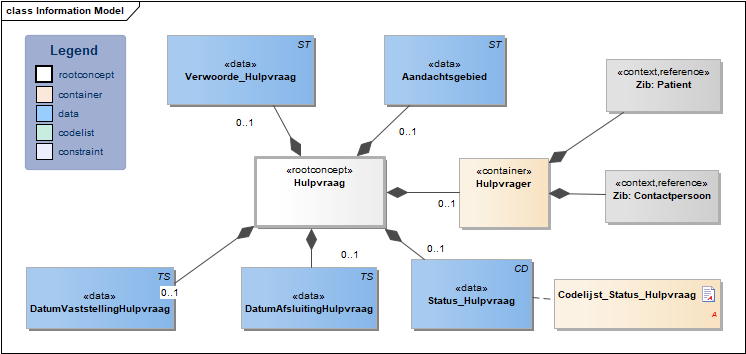 class Information Model
Legend
rootconcept
container
data
codelist
constraint
ST
«data»
Verwoorde_Hulpvraag
0..1
ST
«data»
Aandachtsgebied
0..1
«context,reference»
Zib: Patient
«rootconcept»
Hulpvraag
«container»
Hulpvrager
0..1
«context,reference»
Zib: Contactpersoon
TS
«data»
DatumVaststellingHulpvraag
0..1
TS
«data»
DatumAfsluitingHulpvraag
0..1
CD
«data»
Status_Hulpvraag
0..1
Codelijst_Status_Hulpvraag
A